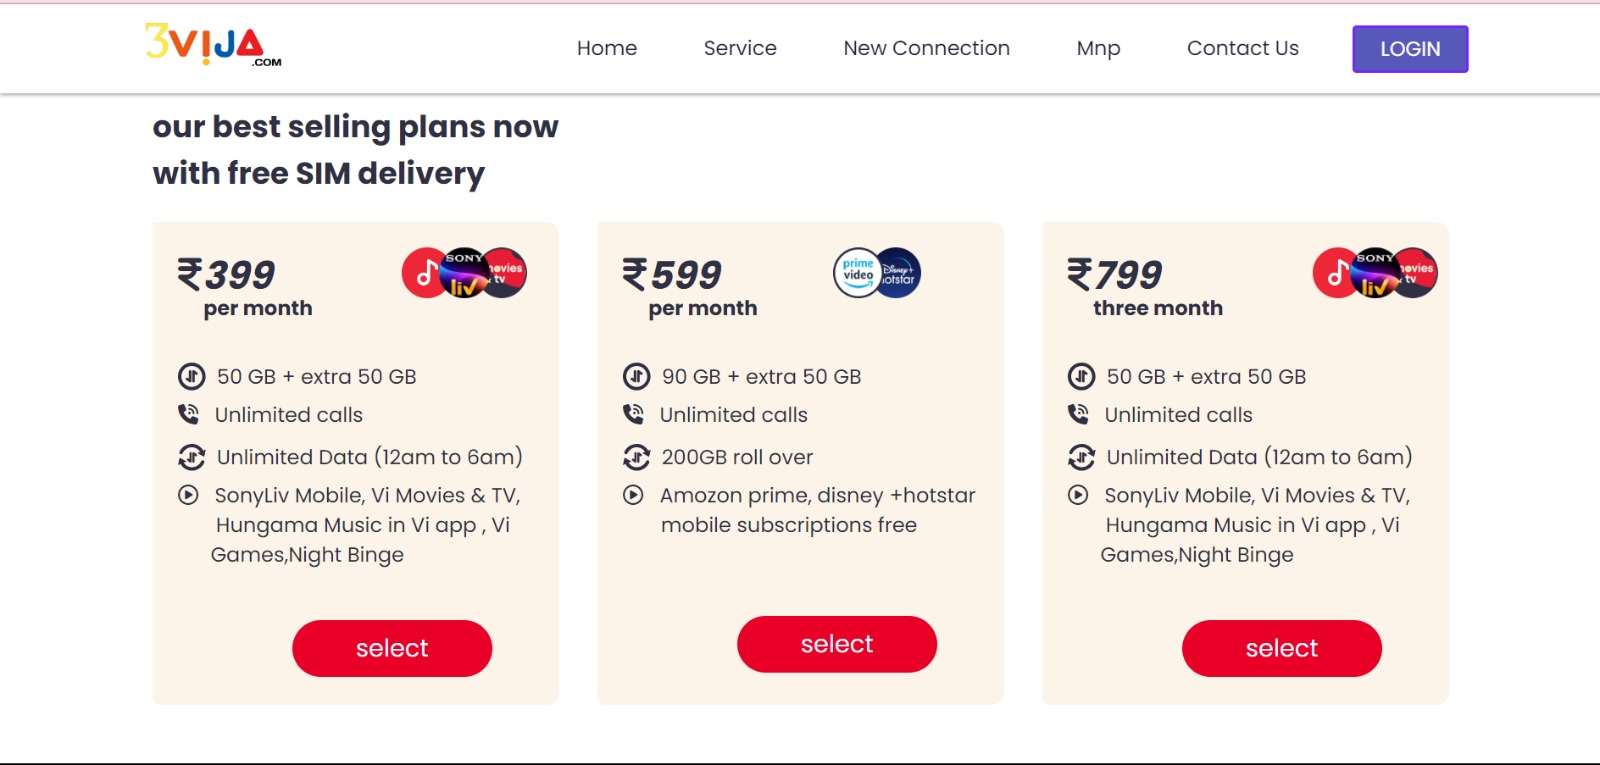 3VIJA
.COM
Home
Service
New Connection
Mnp
Contact Us
LOGIN
our best selling plans now
with free SIM delivery
₹399
per month
SONY
liv
movies
& tv
50 GB + extra 50 GB
Unlimited calls
Unlimited Data (12am to 6am)
SonyLiv Mobile, Vi Movies & TV,
Hungama Music in Vi app , Vi
Games,Night Binge
select
₹599
per month
prime
video
Disney+
hotstar
90 GB + extra 50 GB
Unlimited calls
200GB roll over
Amozon prime, disney +hotstar
mobile subscriptions free
select
₹799
three month
SONY
liv
movies
& tv
50 GB + extra 50 GB
Unlimited calls
Unlimited Data (12am to 6am)
SonyLiv Mobile, Vi Movies & TV,
Hungama Music in Vi app , Vi
Games,Night Binge
select